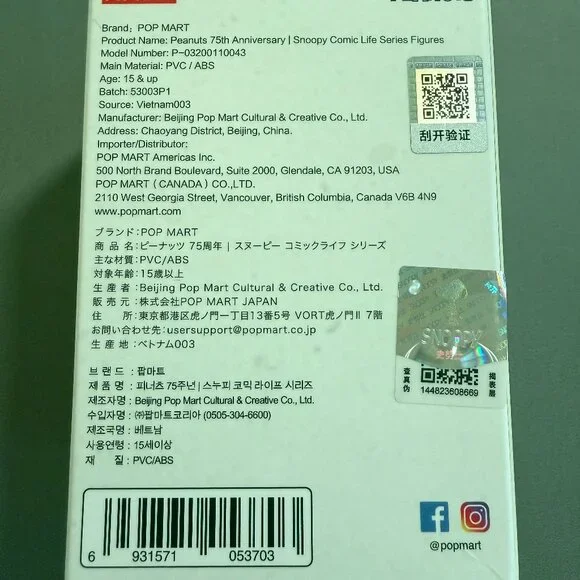 Brand: POP MART
Product Name: Peanuts 75th Anniversary | Snoopy Comic Life Series Figures
Model Number: P-03200110043
Main Material: PVC / ABS
Age: 15 & up
Batch: 53003P1
Source: Vietnam003
Manufacturer: Beijing Pop Mart Cultural & Creative Co., Ltd.
Address: Chaoyang District, Beijing, China.
Importer/Distributor:
POP MART Americas Inc.
500 North Brand Boulevard, Suite 2000, Glendale, CA 91203, USA
POP MART (CANADA) CO.,LTD.
2110 West Georgia Street, Vancouver, British Columbia, Canada V6B 4N9
www.popmart.com
刮开验证
ブランド:POP MART
商 品 名:ピーナッツ 75周年 | スヌーピー コミックライフ シリーズ
主な材質:PVC/ABS
対象年齢:15歳以上
生 産 者:Beijing Pop Mart Cultural & Creative Co., Ltd.
販 売 元:株式会社POP MART JAPAN
住 所:東京都港区虎ノ門一丁目13番5号 VORT虎ノ門Ⅱ 7階
お問い合わせ先:usersupport@popmart.co.jp
生 産 地:ベトナム003
SNOOPY
查真伪
揭表层
144823608669
브 랜 드 : 팝마트
제 품 명 : 피너츠 75주년 | 스누피 코믹 라이프 시리즈
제조자명 : Beijing Pop Mart Cultural & Creative Co., Ltd.
수입자명 : ㈜팝마트코리아 (0505-304-6600)
제조국명 : 베트남
사용연령 : 15세이상
재 질 : PVC/ABS
6 931571 053703
@popmart